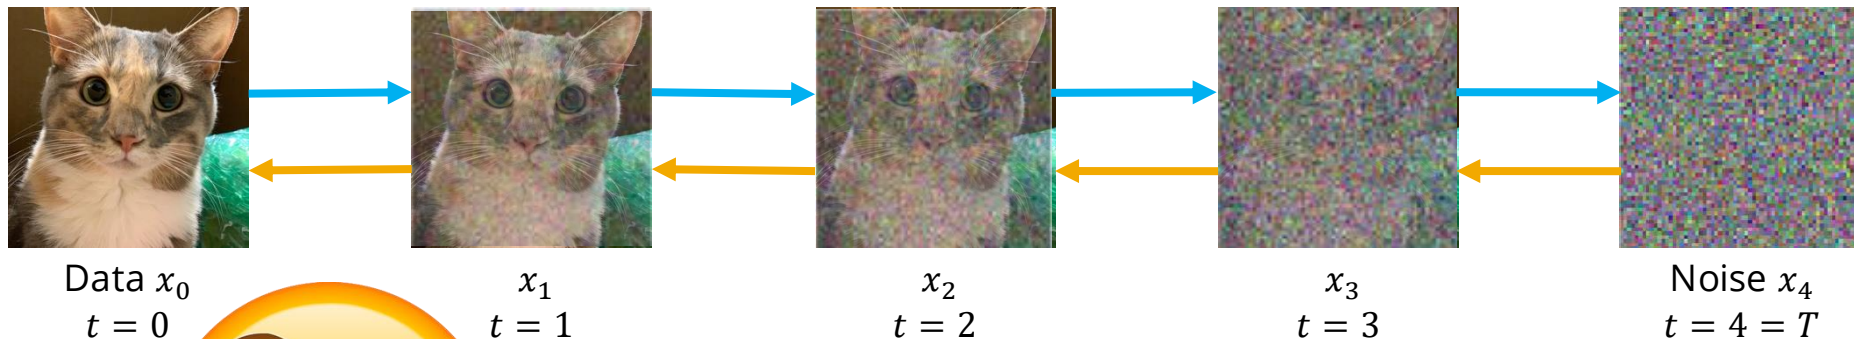 Data x₀
t = 0
x₁
t = 1
x₂
t = 2
x₃
t = 3
Noise x₄
t = 4 = T